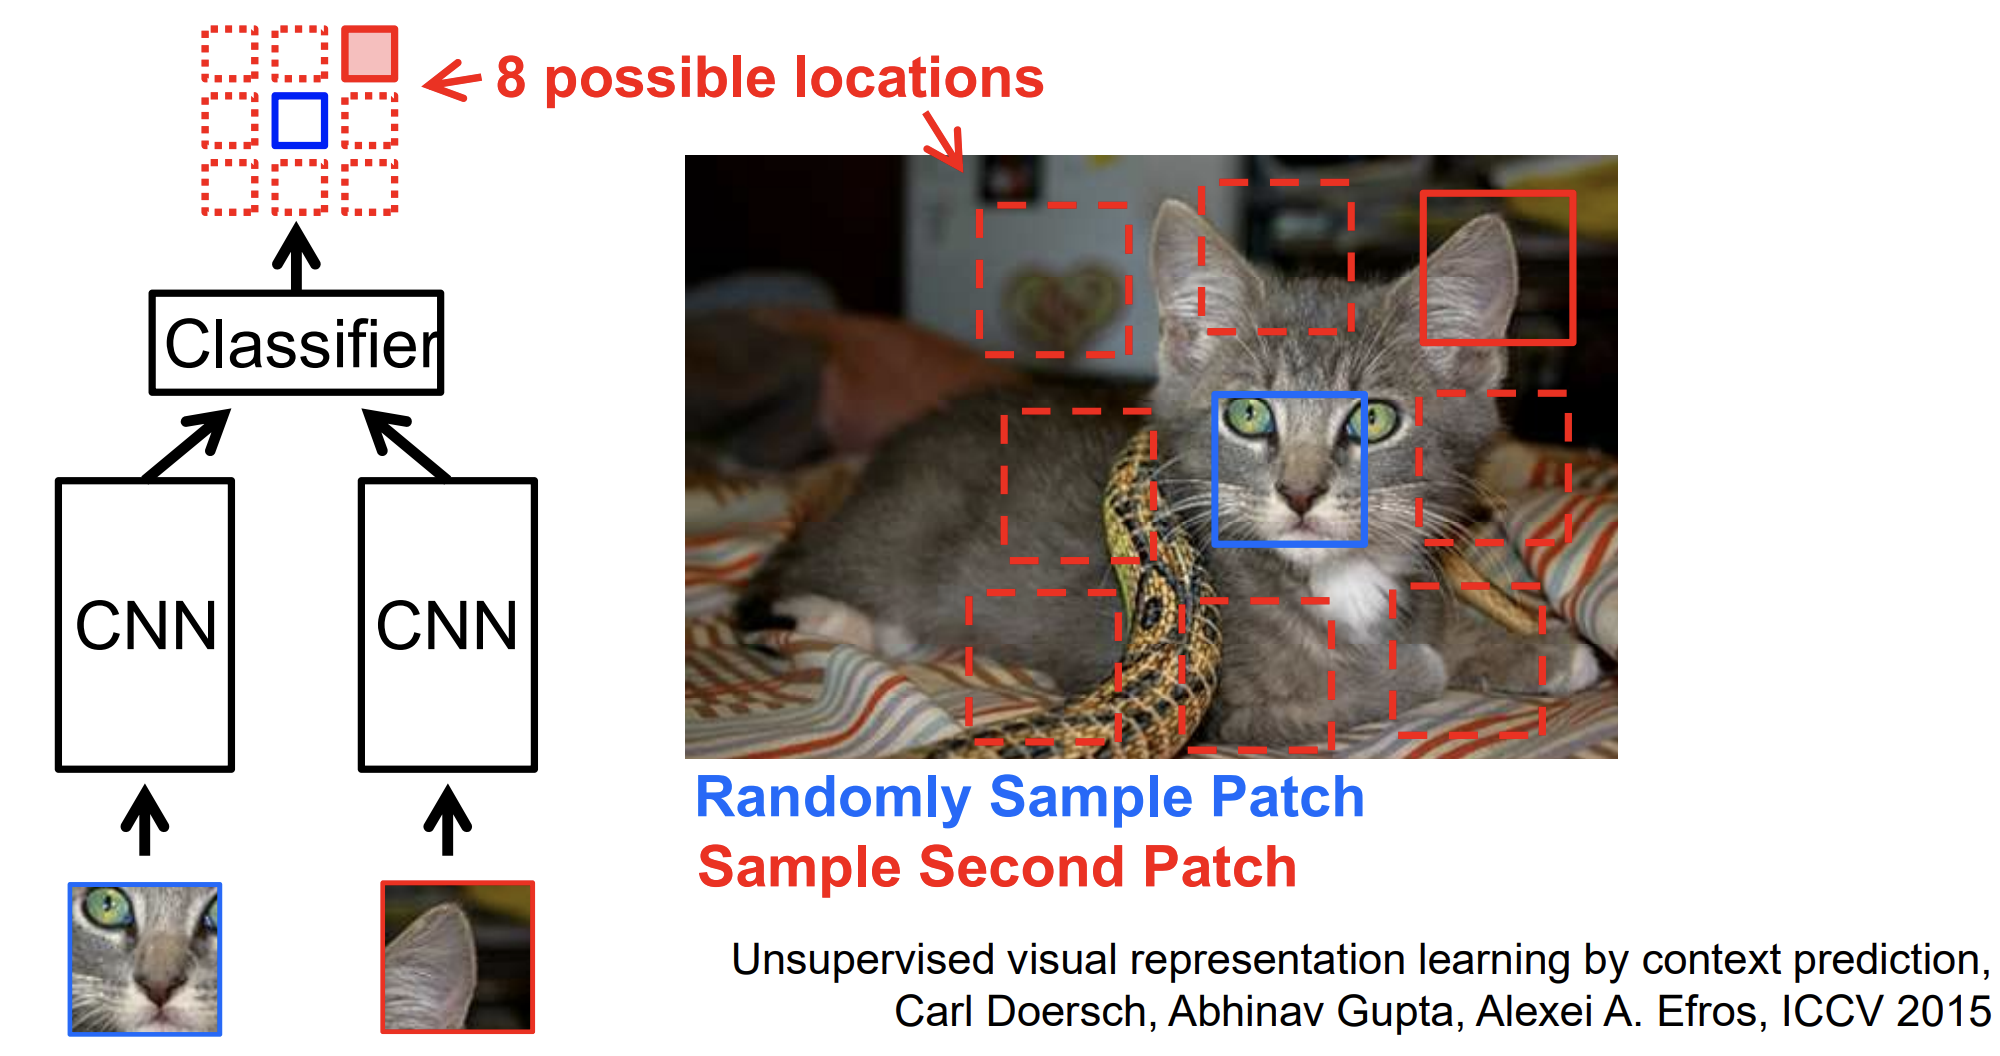 8 possible locations
Classifier
CNN
CNN
Randomly Sample Patch
Sample Second Patch
Unsupervised visual representation learning by context prediction,
Carl Doersch, Abhinav Gupta, Alexei A. Efros, ICCV 2015